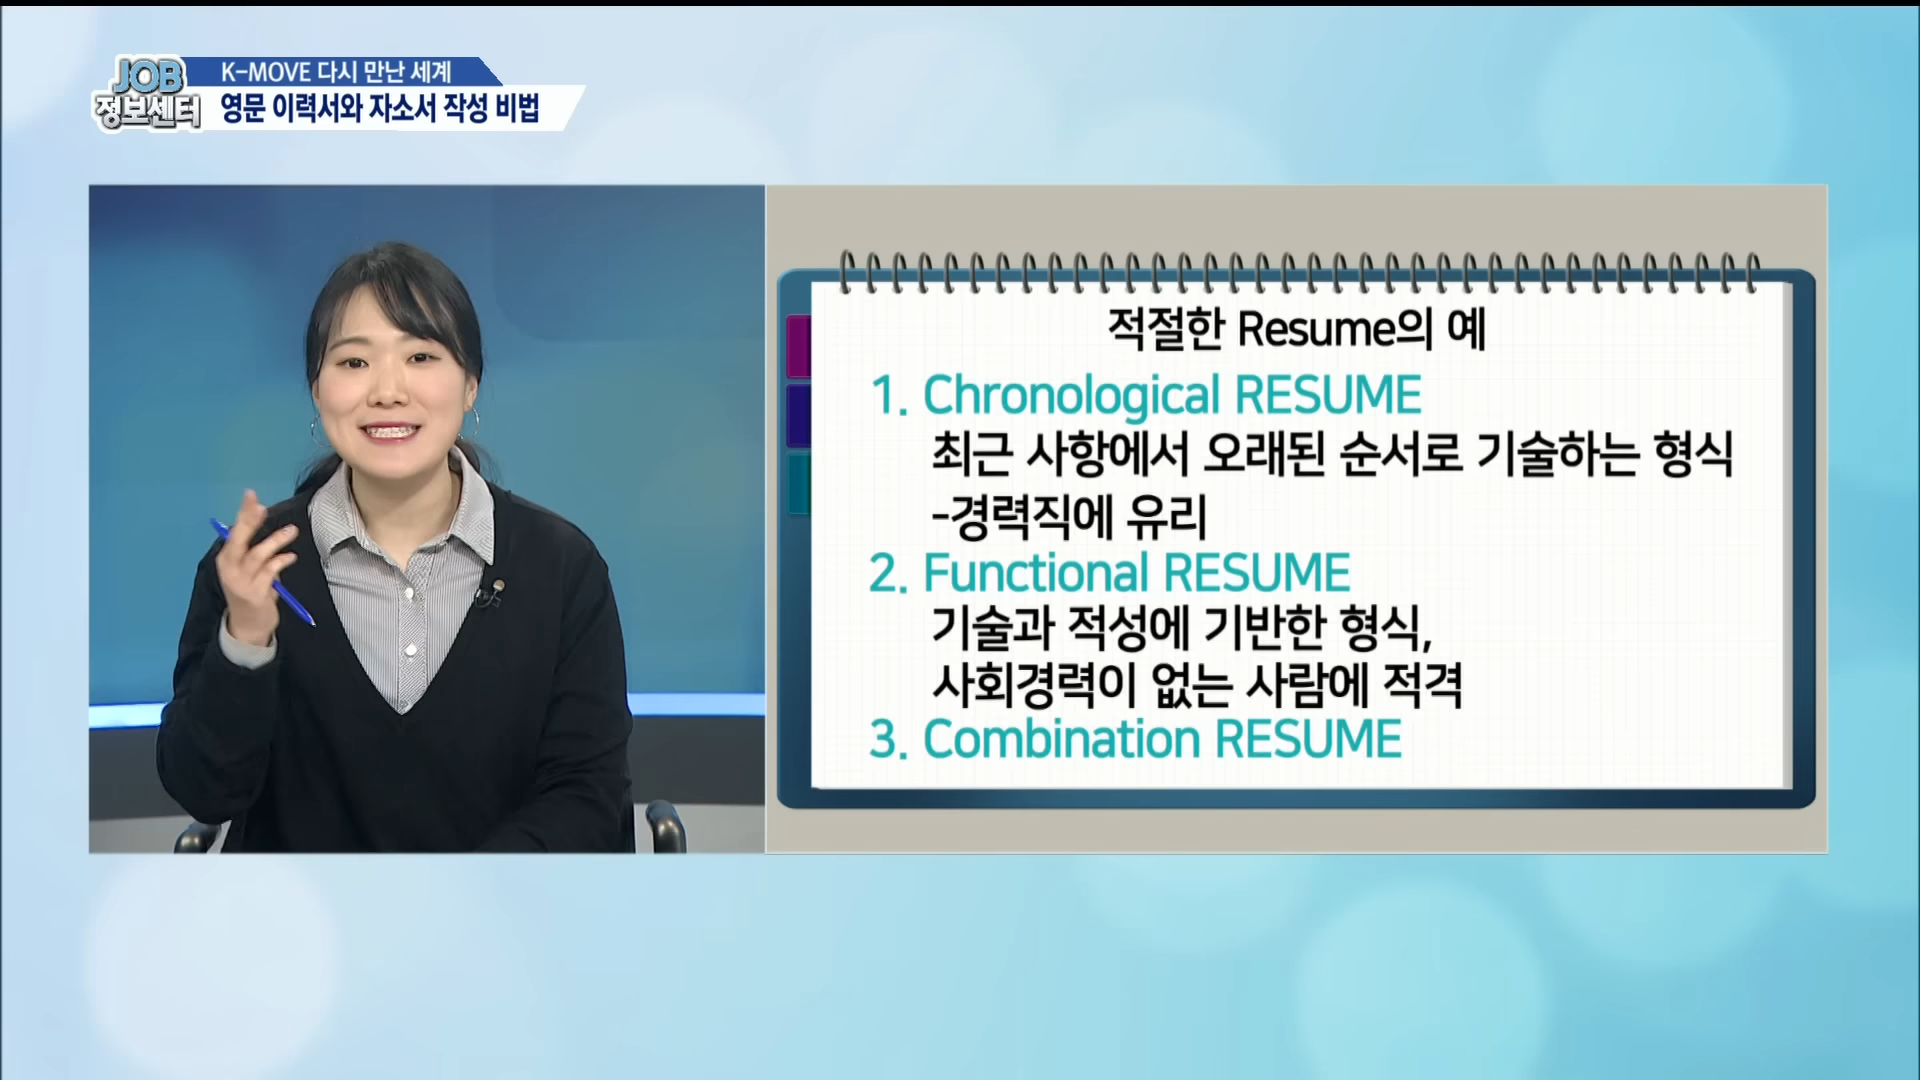 JOB
정보센터
K-MOVE 다시 만난 세계
영문 이력서와 자소서 작성 비법
적절한 Resume의 예
1. Chronological RESUME
최근 사항에서 오래된 순서로 기술하는 형식
-경력직에 유리
2. Functional RESUME
기술과 적성에 기반한 형식,
사회경력이 없는 사람에 적격
3. Combination RESUME